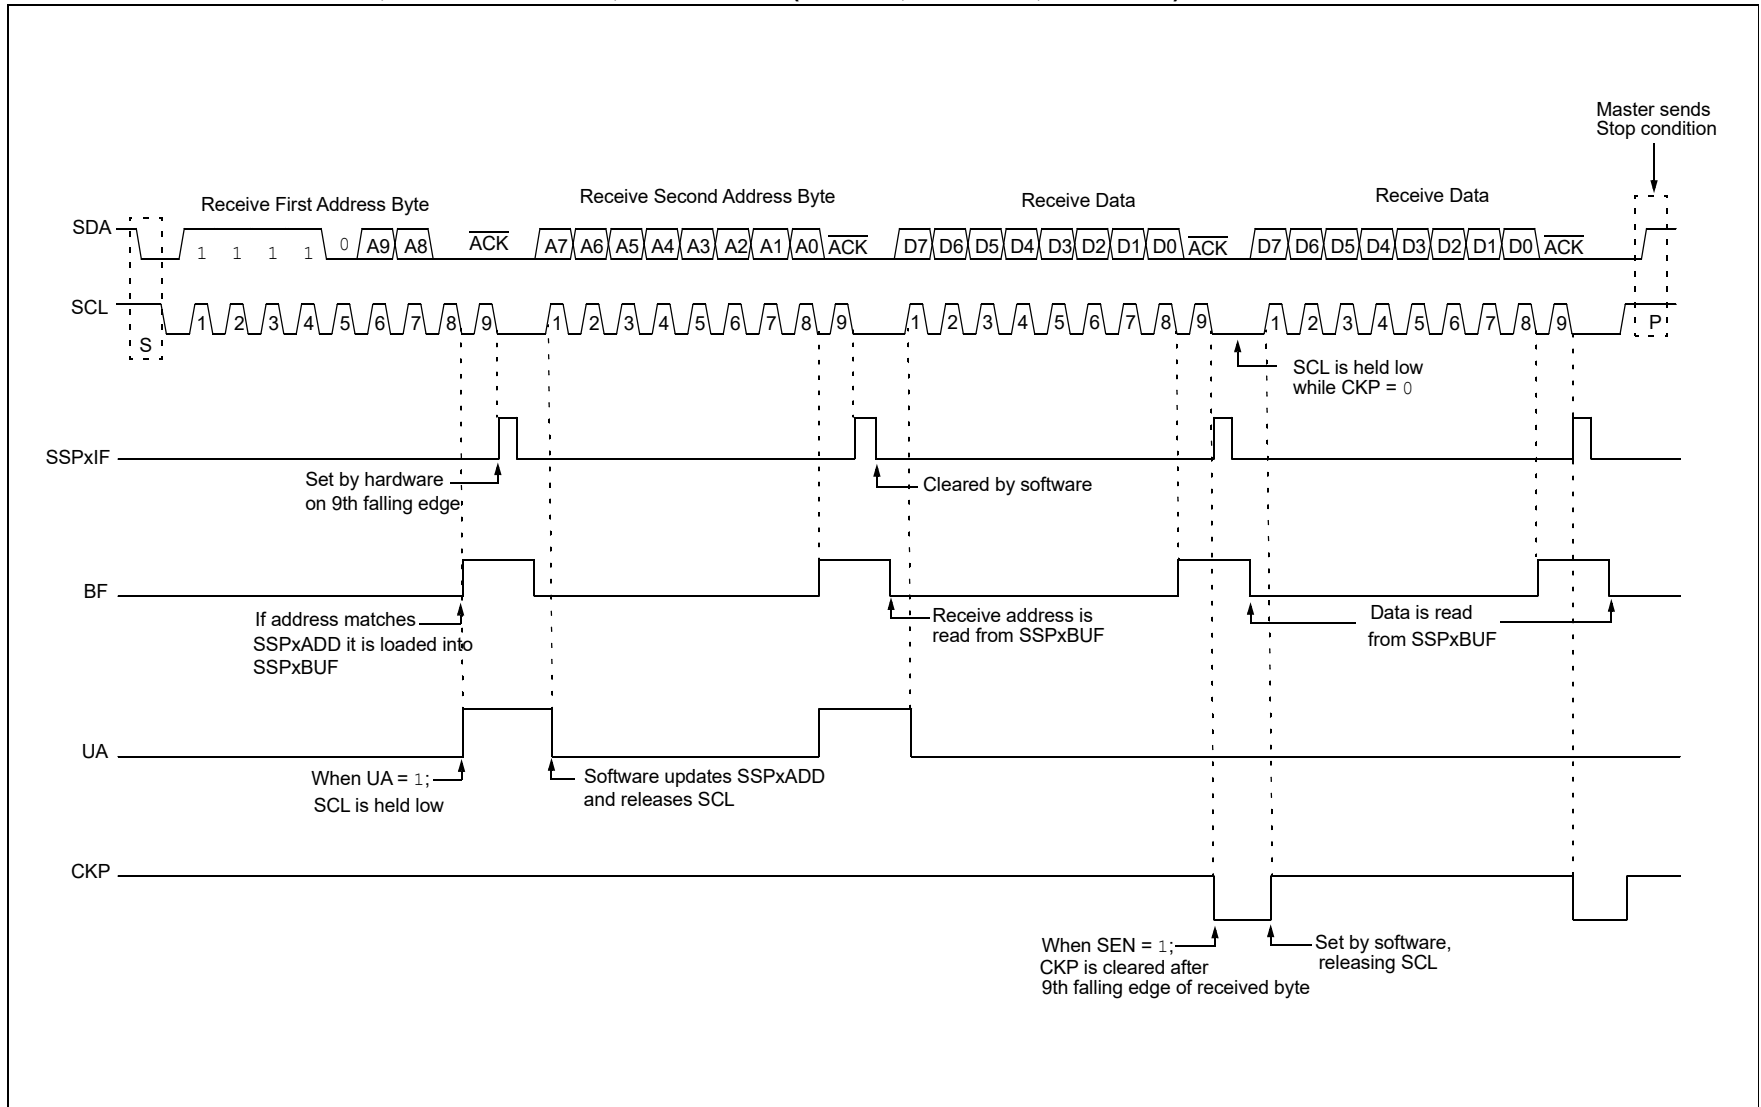 Master sends
Stop condition
Receive First Address Byte
Receive Second Address Byte
Receive Data
Receive Data
SDA
1 1 1 1 0 A9 A8 ACK A7 A6 A5 A4 A3 A2 A1 A0 ACK D7 D6 D5 D4 D3 D2 D1 D0 ACK D7 D6 D5 D4 D3 D2 D1 D0 ACK
SCL
S 1 2 3 4 5 6 7 8 9 1 2 3 4 5 6 7 8 9 1 2 3 4 5 6 7 8 9 1 2 3 4 5 6 7 8 9 P
SCL is held low
while CKP = 0
SSPxIF
Set by hardware
on 9th falling edge
Cleared by software
BF
If address matches
SSPxADD it is loaded into
SSPxBUF
Receive address is
read from SSPxBUF
Data is read
from SSPxBUF
UA
When UA = 1;
SCL is held low
Software updates SSPxADD
and releases SCL
CKP
When SEN = 1;
CKP is cleared after
9th falling edge of received byte
Set by software,
releasing SCL